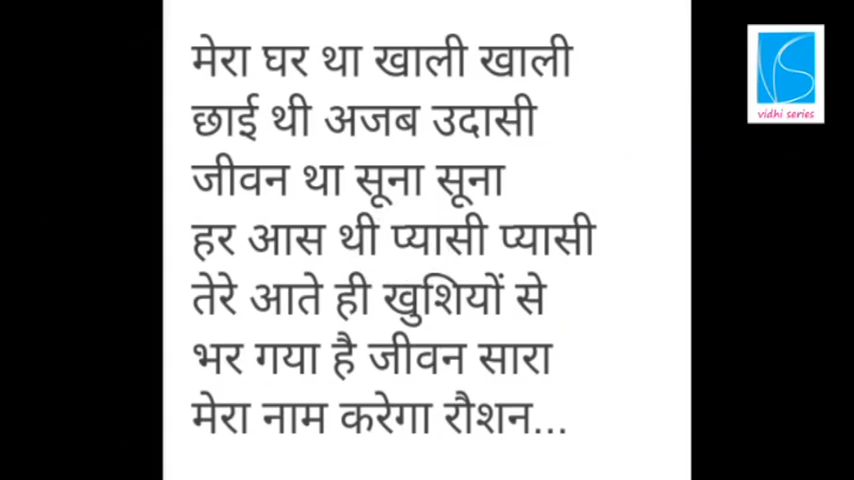 मेरा घर था खाली खाली
छाई थी अजब उदासी
जीवन था सूना सूना
हर आस थी प्यासी प्यासी
तेरे आते ही खुशियों से
भर गया है जीवन सारा
मेरा नाम करेगा रौशन...
vidhi series